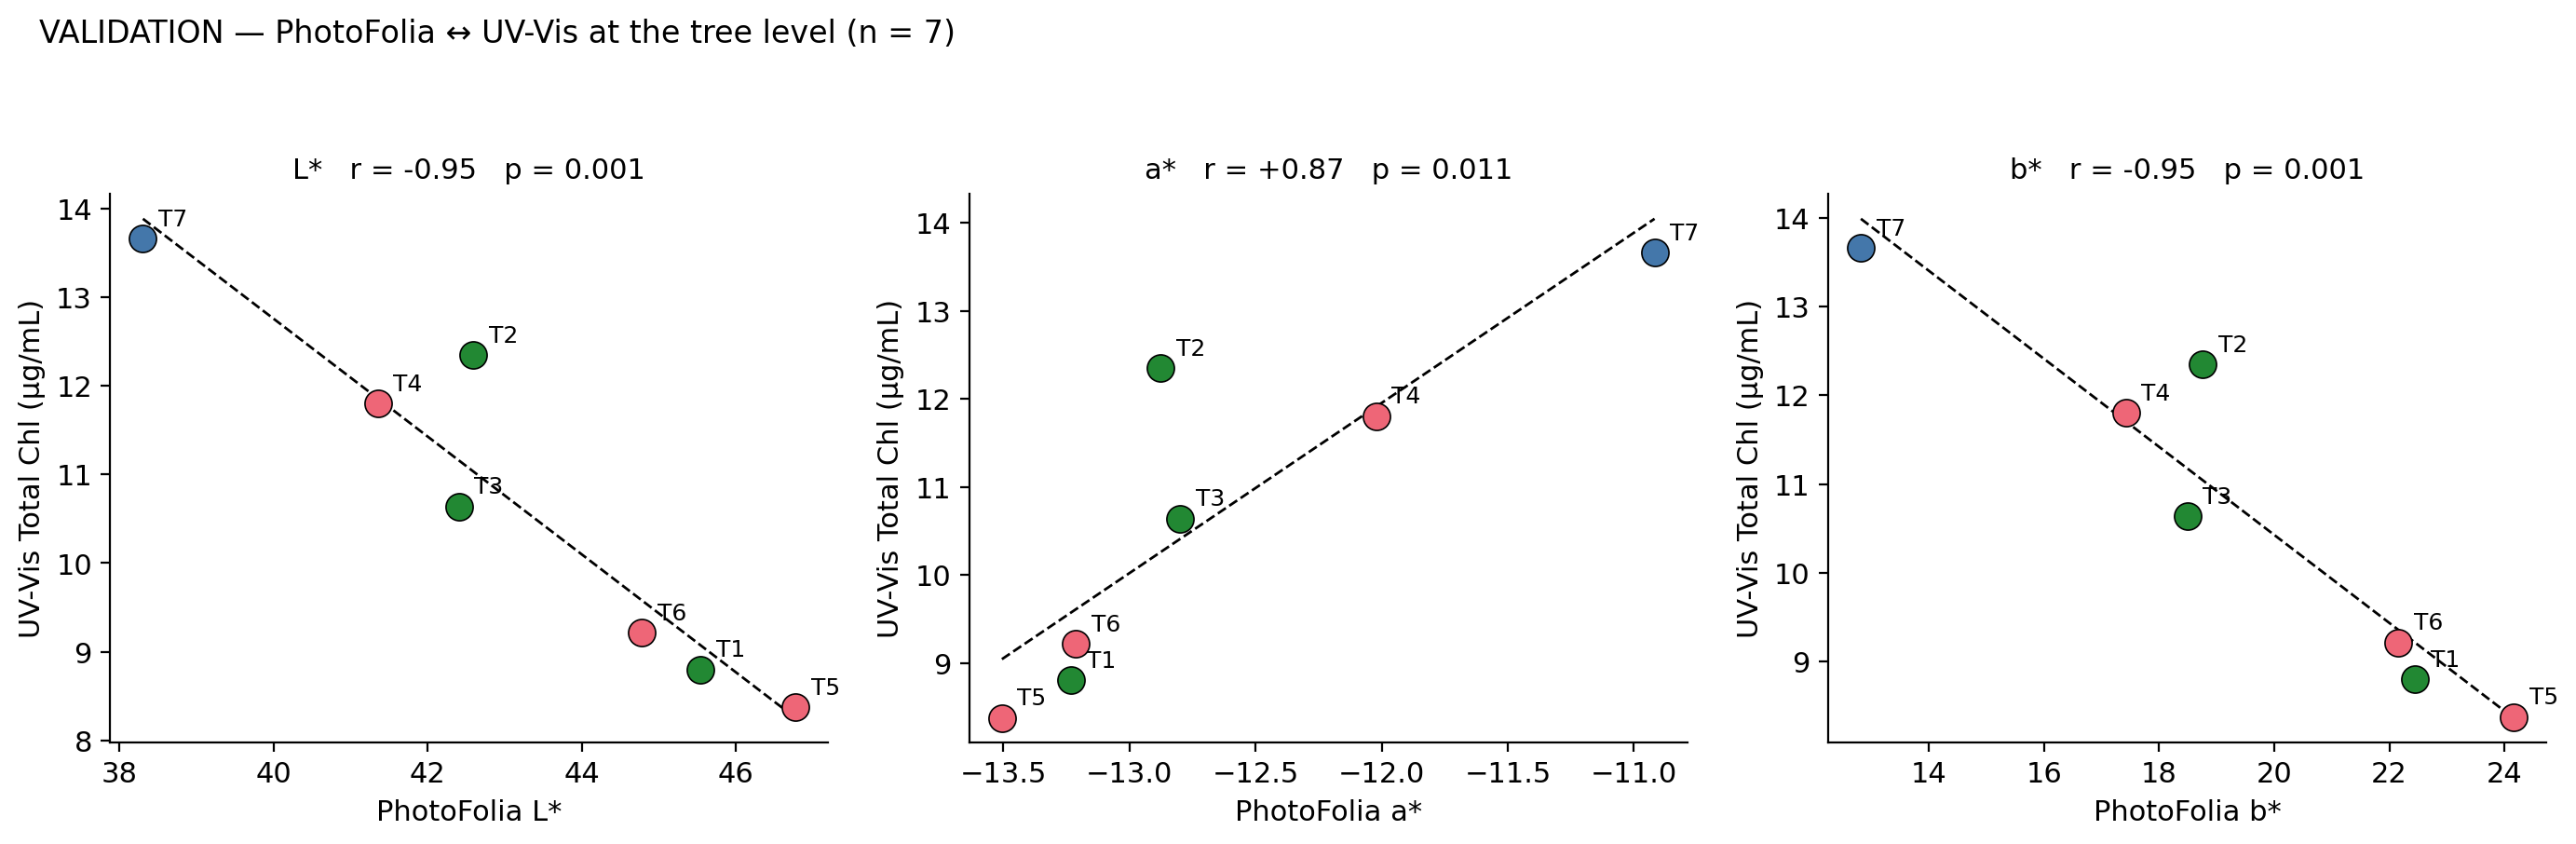 VALIDATION — PhotoFolia ↔ UV-Vis at the tree level (n = 7)
L* r = -0.95 p = 0.001
UV-Vis Total Chl (µg/mL)
14
13
12
11
10
9
8
T7
T2
T4
T3
T6
T1
T5
38
40
42
44
46
PhotoFolia L*
a* r = +0.87 p = 0.011
UV-Vis Total Chl (µg/mL)
14
13
12
11
10
9
T7
T2
T4
T3
T6
T1
T5
−13.5
−13.0
−12.5
−12.0
−11.5
−11.0
PhotoFolia a*
b* r = -0.95 p = 0.001
UV-Vis Total Chl (µg/mL)
14
13
12
11
10
9
T7
T2
T4
T3
T6
T1
T5
14
16
18
20
22
24
PhotoFolia b*